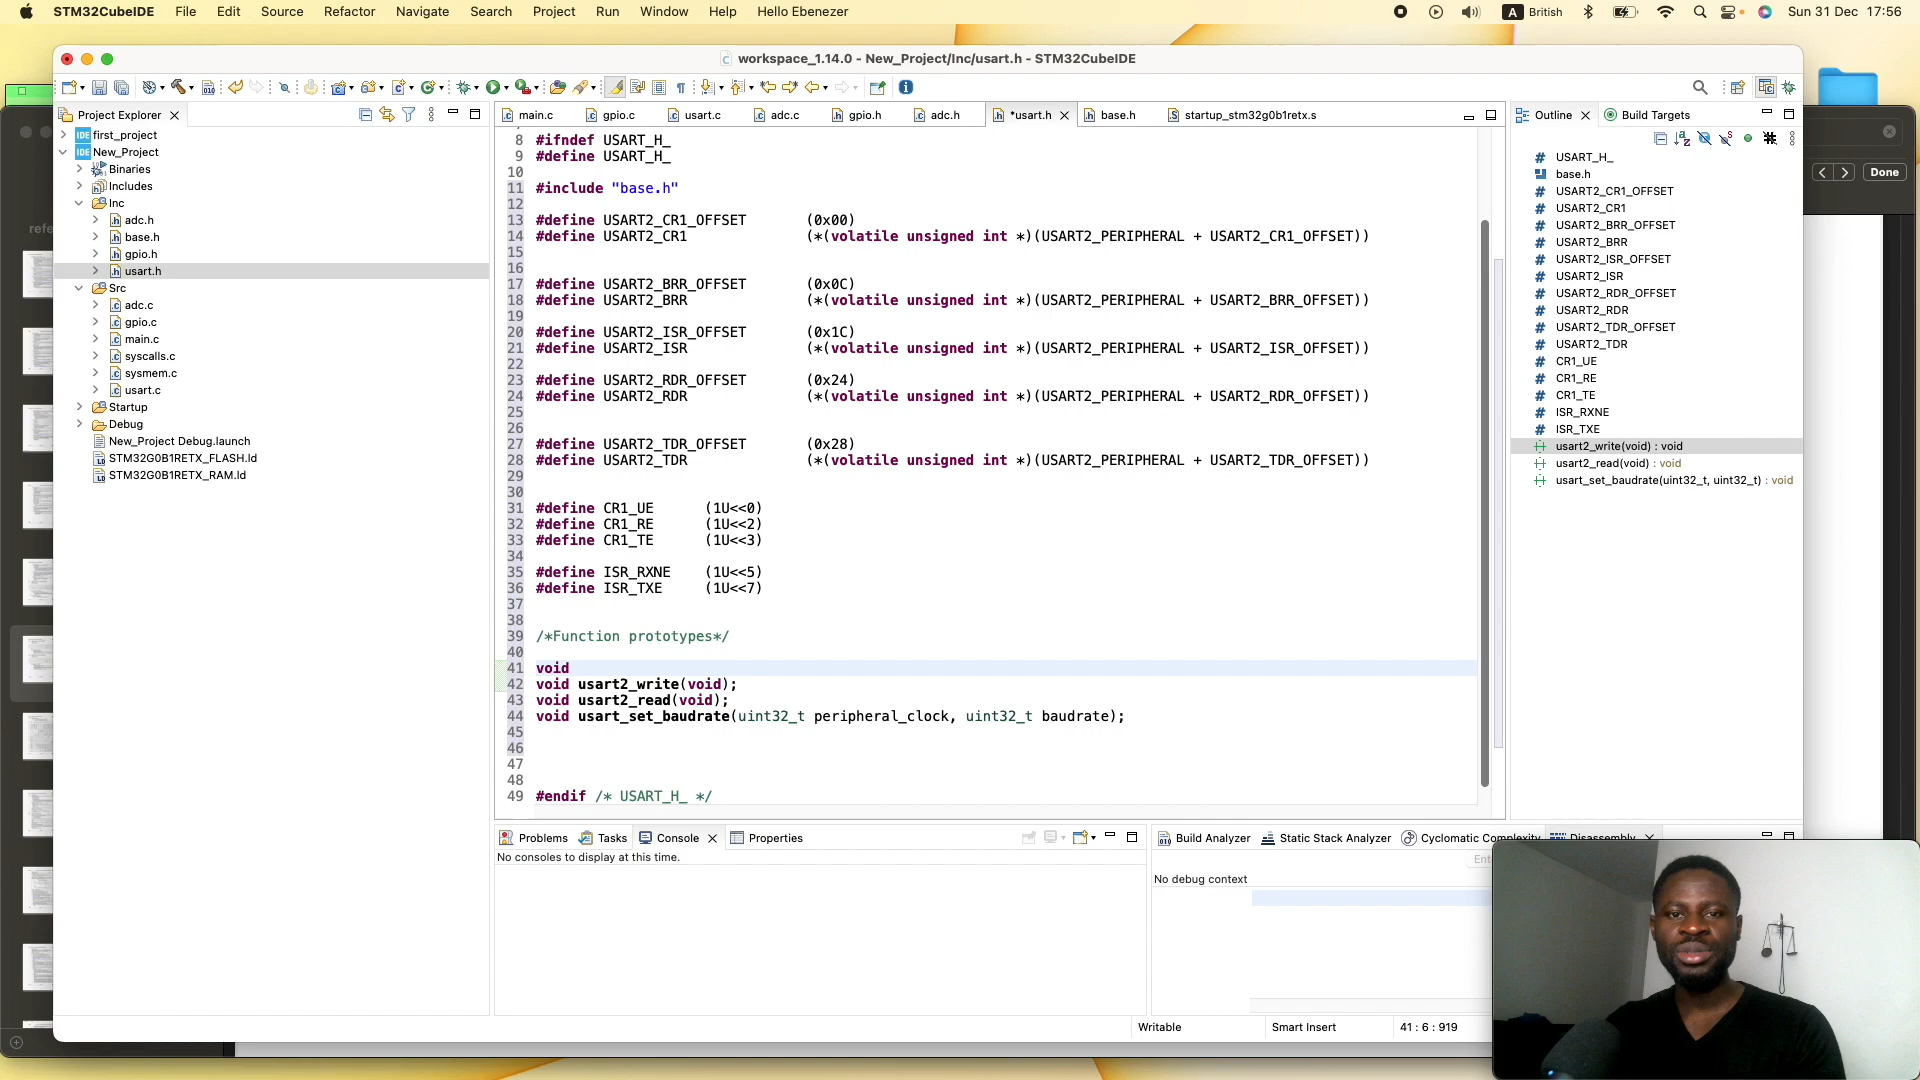 STM32CubeIDE File Edit Source Refactor Navigate Search Project Run Window Help Hello Ebenezer
A British Sun 31 Dec 17:56
workspace_1.14.0 - New_Project/Inc/usart.h - STM32CubeIDE
Project Explorer
first_project
New_Project
Binaries
Includes
Inc
adc.h
base.h
gpio.h
usart.h
Src
adc.c
gpio.c
main.c
syscalls.c
sysmem.c
usart.c
Startup
Debug
New_Project Debug.launch
STM32G0B1RETX_FLASH.ld
STM32G0B1RETX_RAM.ld
main.c gpio.c usart.c adc.c gpio.h adc.h *usart.h base.h startup_stm32g0b1retx.s
8 #ifndef USART_H_
9 #define USART_H_
10
11 #include "base.h"
12
13 #define USART2_CR1_OFFSET (0x00)
14 #define USART2_CR1 (*(volatile unsigned int *)(USART2_PERIPHERAL + USART2_CR1_OFFSET))
15
16
17 #define USART2_BRR_OFFSET (0x0C)
18 #define USART2_BRR (*(volatile unsigned int *)(USART2_PERIPHERAL + USART2_BRR_OFFSET))
19
20 #define USART2_ISR_OFFSET (0x1C)
21 #define USART2_ISR (*(volatile unsigned int *)(USART2_PERIPHERAL + USART2_ISR_OFFSET))
22
23 #define USART2_RDR_OFFSET (0x24)
24 #define USART2_RDR (*(volatile unsigned int *)(USART2_PERIPHERAL + USART2_RDR_OFFSET))
25
26
27 #define USART2_TDR_OFFSET (0x28)
28 #define USART2_TDR (*(volatile unsigned int *)(USART2_PERIPHERAL + USART2_TDR_OFFSET))
29
30
31 #define CR1_UE (1U<<0)
32 #define CR1_RE (1U<<2)
33 #define CR1_TE (1U<<3)
34
35 #define ISR_RXNE (1U<<5)
36 #define ISR_TXE (1U<<7)
37
38
39 /*Function prototypes*/
40
41 void
42 void usart2_write(void);
43 void usart2_read(void);
44 void usart_set_baudrate(uint32_t peripheral_clock, uint32_t baudrate);
45
46
47
48
49 #endif /* USART_H_ */
Outline Build Targets
USART_H_
base.h
USART2_CR1_OFFSET
USART2_CR1
USART2_BRR_OFFSET
USART2_BRR
USART2_ISR_OFFSET
USART2_ISR
USART2_RDR_OFFSET
USART2_RDR
USART2_TDR_OFFSET
USART2_TDR
CR1_UE
CR1_RE
CR1_TE
ISR_RXNE
ISR_TXE
usart2_write(void) : void
usart2_read(void) : void
usart_set_baudrate(uint32_t, uint32_t) : void
Done
refe
Problems Tasks Console Properties
No consoles to display at this time.
Build Analyzer Static Stack Analyzer Cyclomatic Complexity Disassembly
No debug context
Writable Smart Insert 41 : 6 : 919